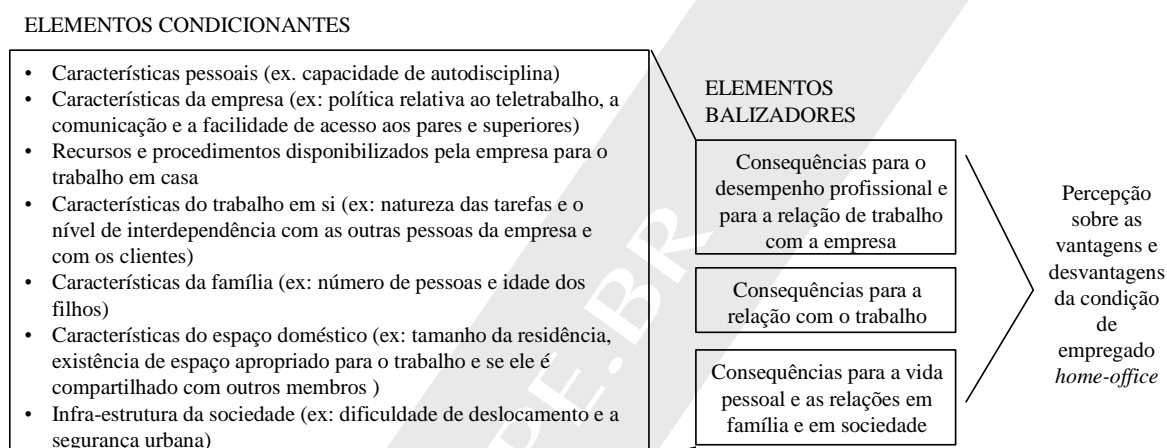 ELEMENTOS CONDICIONANTES
• Características pessoais (ex. capacidade de autodisciplina)
• Características da empresa (ex: política relativa ao teletrabalho, a
comunicação e a facilidade de acesso aos pares e superiores)
• Recursos e procedimentos disponibilizados pela empresa para o
trabalho em casa
• Características do trabalho em si (ex: natureza das tarefas e o
nível de interdependência com as outras pessoas da empresa e
com os clientes)
• Características da família (ex: número de pessoas e idade dos
filhos)
• Características do espaço doméstico (ex: tamanho da residência,
existência de espaço apropriado para o trabalho e se ele é
compartilhado com outros membros )
• Infra-estrutura da sociedade (ex: dificuldade de deslocamento e a
segurança urbana)
ELEMENTOS
BALIZADORES
Consequências para o
desempenho profissional e
para a relação de trabalho
com a empresa
Consequências para a
relação com o trabalho
Consequências para a vida
pessoal e as relações em
família e em sociedade
Percepção
sobre as
vantagens e
desvantagens
da condição
de
empregado
home-office
PE.BR